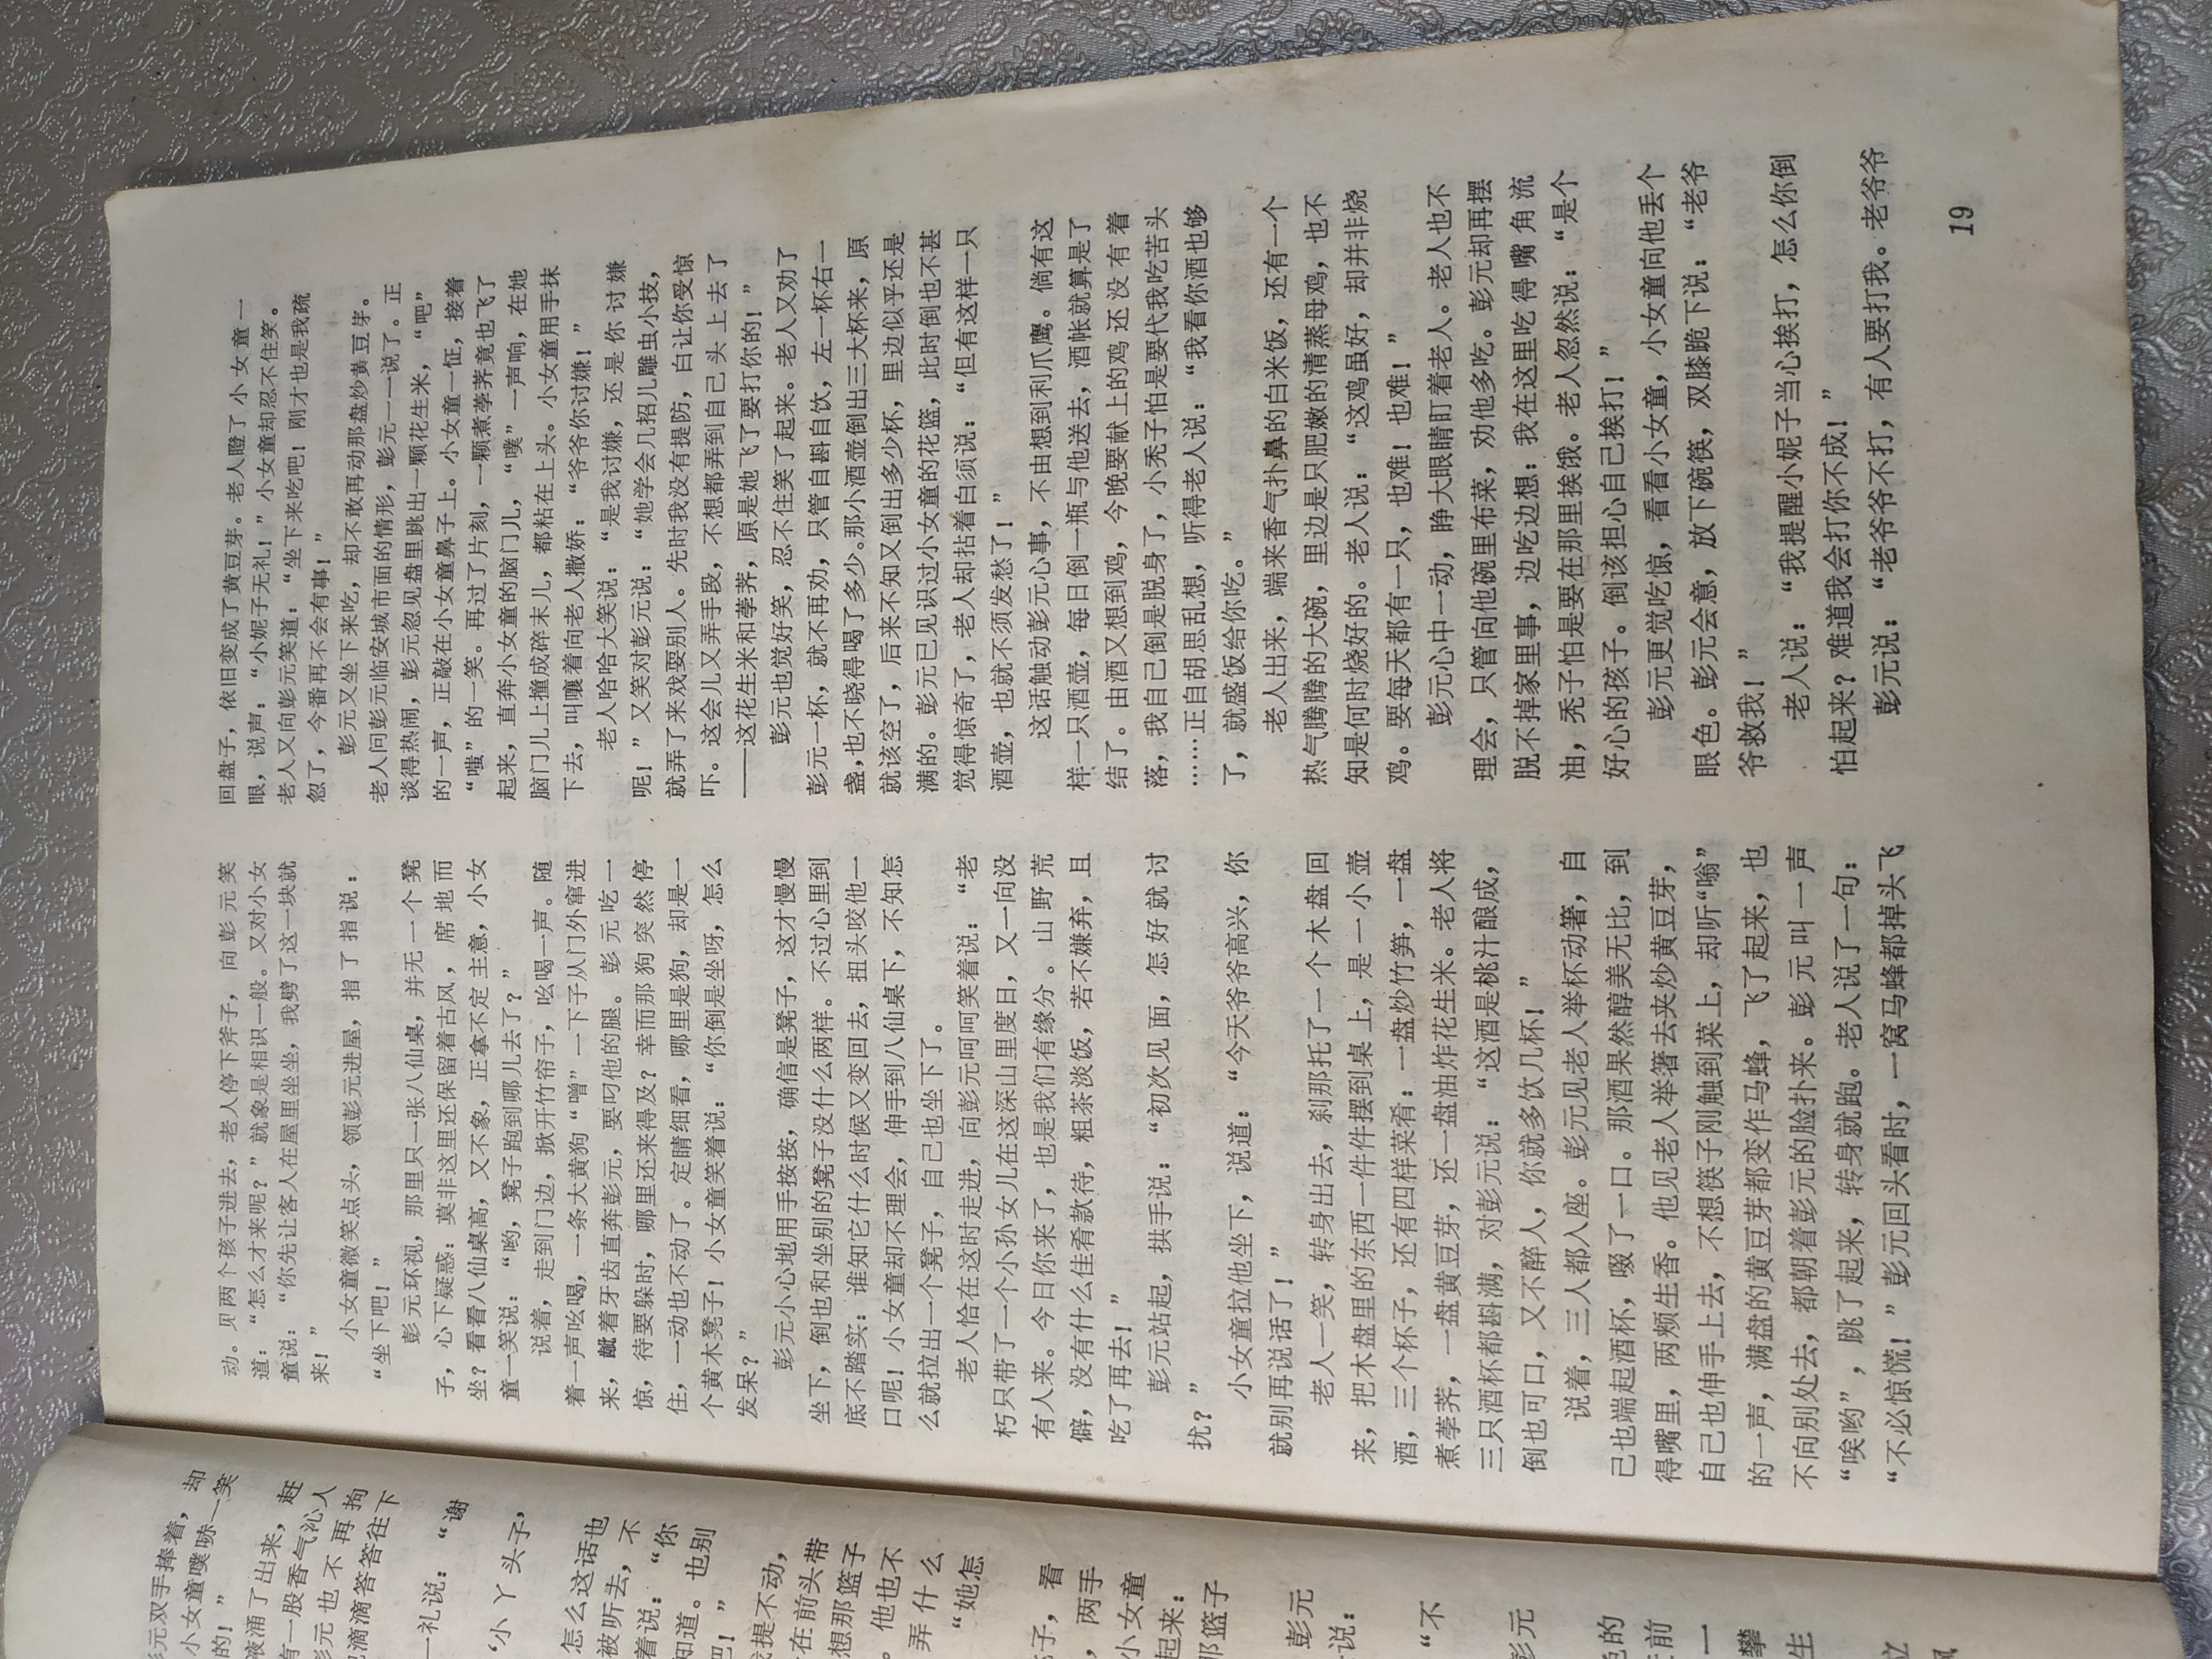 彭元双手捧着，却
小女童噗哧一笑
的！”
液涌了出来，赶
有一股香气沁人
彭元也不再拘
滴滴答答往下
一礼说：“谢
小丫头子，
怎么这话也
被听去，不
着说：“你
知道。也别
吧！”
提不动，
在前头带
想那篮子
。他也不
弄什么
“她怎
子，看
，两手
小女童
起来：
那篮子
彭元
说：
“不
彭元
色的
前
一
攀
生
动。见两个孩子进去，老人停下斧子，向彭元笑
道：“怎么才来呢？”就象是相识一般。又对小女
童说：“你先让客人在屋里坐坐，我劈了这一块就
来！”
小女童微笑点头，领彭元进屋，指了指说：
“坐下吧！”
彭元环视，那里只一张八仙桌，并无一个凳
子，心下疑惑：莫非这里还保留着古风，席地而
坐？看看八仙桌高，又不象，正拿不定主意，小女
童一笑说：“哟，凳子跑到哪儿去了？”
说着，走到门边，掀开竹帘子，吆喝一声。随
着一声吆喝，一条大黄狗“噌”一下子从门外窜进
来，龇着牙齿直奔彭元，要叼他的腿。彭元吃一
惊，待要躲时，哪里还来得及？幸而那狗突然停
住，一动也不动了。定睛细看，哪里是狗，却是一
个黄木凳子！小女童笑着说：“你倒是坐呀，怎么
发呆？”
彭元小心地用手接接，确信是凳子，这才慢慢
坐下，倒也和坐别的凳子没什么两样。不过心里到
底不踏实：谁知它什么时候又变回去，扭头咬他一
口呢！小女童却不理会，伸手到八仙桌下，不知怎
么就拉出一个凳子，自己也坐下了。
老人恰在这时走进，向彭元呵呵笑着说：“老
朽只带了一个小孙女儿在这深山里度日，又一向没
有人来。今日你来了，也是我们有缘分。山野荒
僻，没有什么佳肴款待，粗茶淡饭，若不嫌弃，且
吃了再去！”
彭元站起，拱手说：“初次见面，怎好就讨
扰？”
小女童拉他坐下，说道：“今天爷爷高兴，你
就别再说话了！”
老人一笑，转身出去，刹那托了一个木盘回
来，把木盘里的东西一件件摆到桌上，是一小壶
酒，三个杯子，还有四样菜肴：一盘炒竹笋，一盘
煮荸荠，一盘黄豆芽，还一盘油炸花生米。老人将
三只酒杯都斟满，对彭元说：“这酒是桃汁酿成，
倒也可口，又不醉人，你就多饮几杯！”
说着，三人都入座。彭元见老人举杯动箸，自
己也端起酒杯，啜了一口。那酒果然醇美无比，到
得嘴里，两颊生香。他见老人举箸去夹炒黄豆芽，
自己也伸手上去，不想筷子刚触到菜上，却听“嗡”
的一声，满盘的黄豆芽都变作马蜂，飞了起来，也
不向别处去，都朝着彭元的脸扑来。彭元叫一声
“唉哟”，跳了起来，转身就跑。老人说了一句：
“不必惊慌！”彭元回头看时，一窝马蜂都掉头飞
回盘子，依旧变成了黄豆芽。老人瞪了小女童一
眼，说声：“小妮子无礼！”小女童却忍不住笑。
老人又向彭元笑道：“坐下来吃吧！刚才也是我疏
忽了，今番再不会有事！”
彭元又坐下来吃，却不敢再动那盘炒黄豆芽。
老人问彭元临安城市面的情形，彭元一一说了。正
谈得热闹，彭元忽见盘里跳出一颗花生米，“吧”
的一声，正敲在小女童鼻子上。小女童一怔，接着
“嗤”的一笑。再过了片刻，一颗煮荸荠竟也飞了
起来，直奔小女童的脑门儿，“噗”一声响，在她
脑门儿上撞成碎末儿，都粘在上头。小女童用手抹
下去，叫嚷着向老人撒娇：“爷爷你讨嫌！”
老人哈哈大笑说：“是我讨嫌，还是你讨嫌
呢！”又笑对彭元说：“她学会几招儿雕虫小技，
就弄了来戏耍别人。先时我没有提防，白让你受惊
吓。这会儿又弄手段，不想都弄到自己头上去了
——这花生米和荸荠，原是她飞了要打你的！”
彭元也觉好笑，忍不住笑了起来。老人又劝了
彭元一杯，就不再劝，只管自斟自饮，左一杯右一
盏，也不晓得喝了多少。那小酒壶倒出三大杯来，原
就该空了，后来不知又倒出多少杯，里边似乎还是
满的。彭元已见识过小女童的花篮，此时倒也不甚
觉得惊奇了，老人却拈着白须说：“但有这样一只
酒壶，也就不须发愁了！”
这话触动彭元心事，不由想到利爪鹰。倘有这
样一只酒壶，每日倒一瓶与他送去，酒帐就算是了
结了。由酒又想到鸡，今晚要献上的鸡还没有着
落，我自己倒是脱身了，小秃子怕是要代我吃苦头
……正自胡思乱想，听得老人说：“我看你酒也够
了，就盛饭给你吃。”
老人出来，端来香气扑鼻的白米饭，还有一个
热气腾腾的大碗，里边是只肥嫩的清蒸母鸡，也不
知是何时烧好的。老人说：“这鸡虽好，却并非烧
鸡。要每天都有一只，也难！也难！”
彭元心中一动，睁大眼睛盯着老人。老人也不
理会，只管向他碗里布菜，劝他多吃。彭元却再摆
脱不掉家里事，边吃边想：我在这里吃得嘴角流
油，秃子怕是要在那里挨饿。老人忽然说：“是个
好心的孩子。倒该担心自己挨打！”
彭元更觉吃惊，看看小女童，小女童向他丢个
眼色。彭元会意，放下碗筷，双膝跪下说：“老爷
爷救我！”
老人说：“我提醒小妮子当心挨打，怎么你倒
怕起来？难道我会打你不成！”
彭元说：“老爷爷不打，有人要打我。老爷爷
19